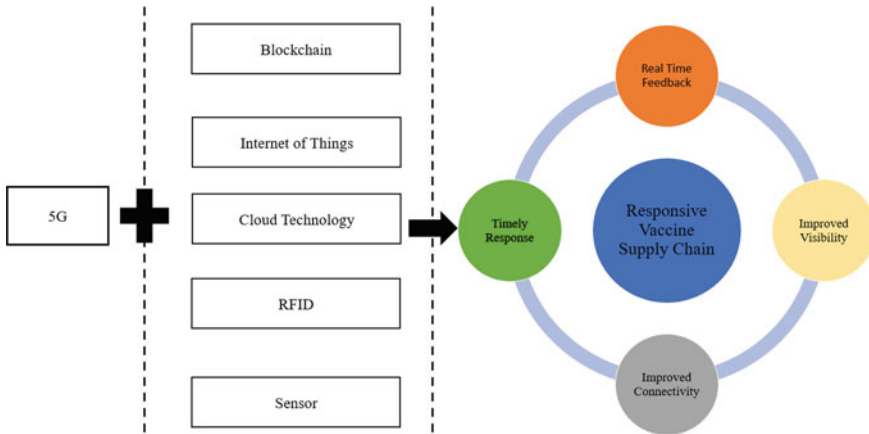 5G
Blockchain
Internet of Things
Cloud Technology
RFID
Sensor
Real Time
Feedback
Timely
Response
Responsive
Vaccine
Supply Chain
Improved
Visibility
Improved
Connectivity